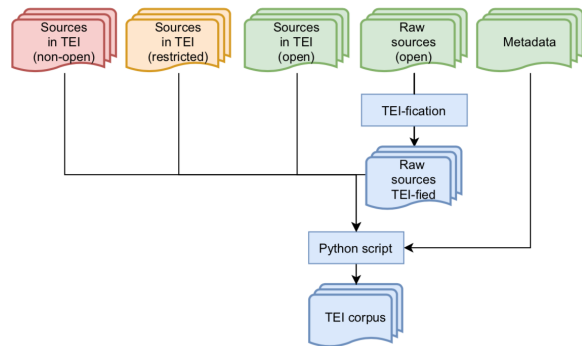 Sources
in TEI
(non-open)
Sources
in TEI
(restricted)
Sources
in TEI
(open)
Raw
sources
(open)
Metadata
TEI-fication
Raw
sources
TEI-fied
Python script
TEI corpus